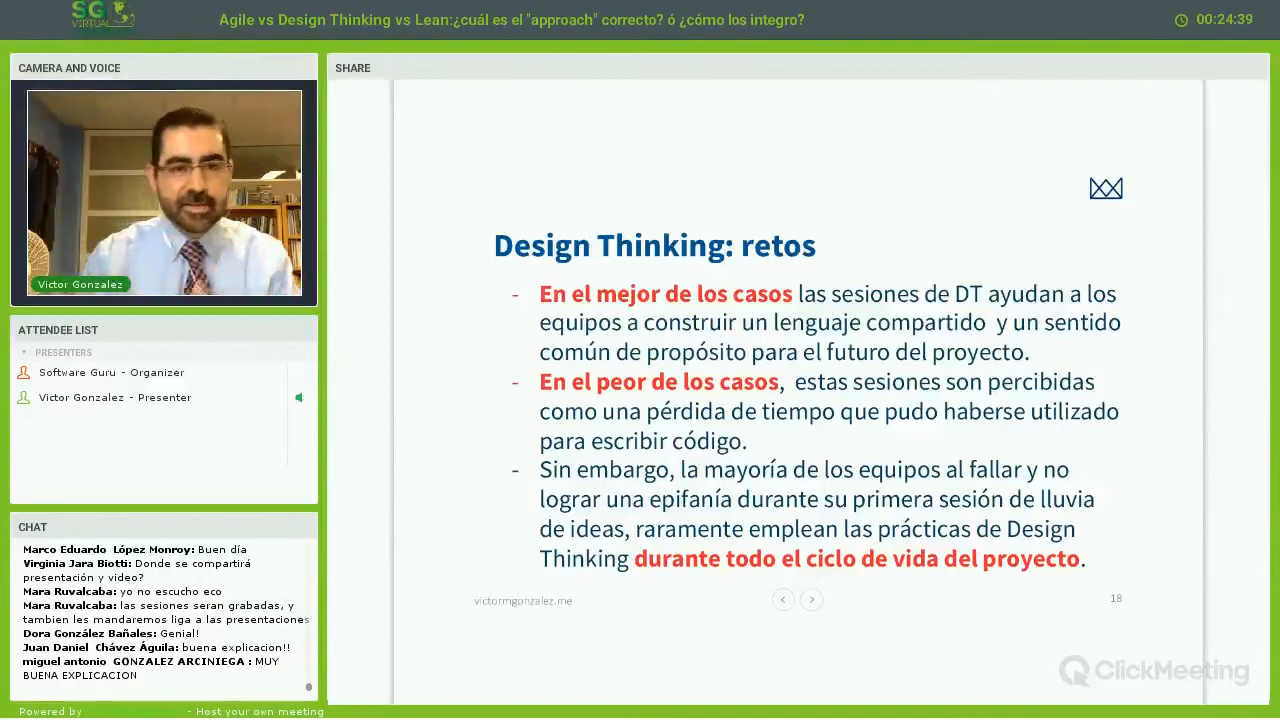 SG
VIRTUAL
Agile vs Design Thinking vs Lean:¿cuál es el "approach" correcto? ó ¿cómo los integro?
00:24:39
CAMERA AND VOICE
Victor Gonzalez
ATTENDEE LIST
PRESENTERS
Software Guru - Organizer
Victor Gonzalez - Presenter
CHAT
Marco Eduardo López Monroy: Buen día
Virginia Jara Biotti: Donde se compartirá
presentación y video?
Mara Ruvalcaba: yo no escucho eco
Mara Ruvalcaba: las sesiones seran grabadas, y
tambien les mandaremos liga a las presentaciones
Dora González Bañales: Genial!
Juan Daniel Chávez Águila: buena explicacion!!
miguel antonio GONZALEZ ARCINIEGA : MUY
BUENA EXPLICACION
Powered by - Host your own meeting
SHARE
Design Thinking: retos
- En el mejor de los casos las sesiones de DT ayudan a los
equipos a construir un lenguaje compartido y un sentido
común de propósito para el futuro del proyecto.
- En el peor de los casos, estas sesiones son percibidas
como una pérdida de tiempo que pudo haberse utilizado
para escribir código.
- Sin embargo, la mayoría de los equipos al fallar y no
lograr una epifanía durante su primera sesión de lluvia
de ideas, raramente emplean las prácticas de Design
Thinking durante todo el ciclo de vida del proyecto.
victormgonzalez.me
18
ClickMeeting